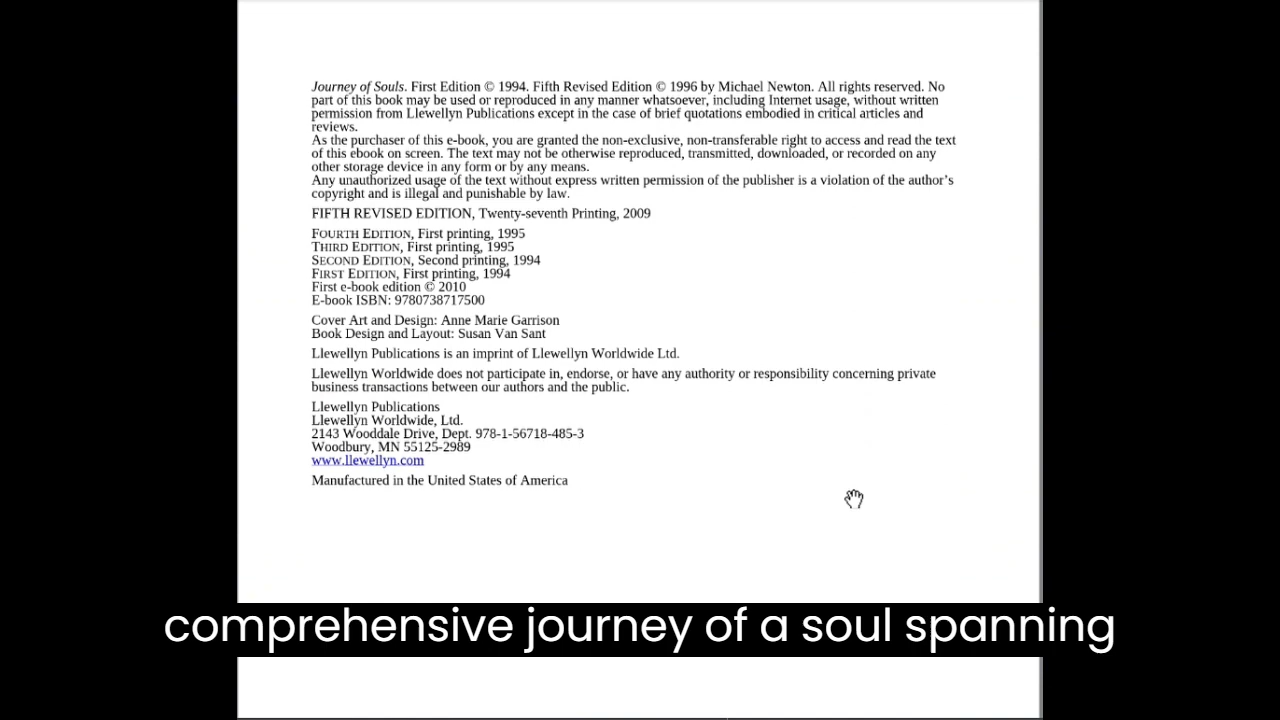 Journey of Souls. First Edition © 1994. Fifth Revised Edition © 1996 by Michael Newton. All rights reserved. No
part of this book may be used or reproduced in any manner whatsoever, including Internet usage, without written
permission from Llewellyn Publications except in the case of brief quotations embodied in critical articles and
reviews.
As the purchaser of this e-book, you are granted the non-exclusive, non-transferable right to access and read the text
of this ebook on screen. The text may not be otherwise reproduced, transmitted, downloaded, or recorded on any
other storage device in any form or by any means.
Any unauthorized usage of the text without express written permission of the publisher is a violation of the author’s
copyright and is illegal and punishable by law.
FIFTH REVISED EDITION, Twenty-seventh Printing, 2009
FOURTH EDITION, First printing, 1995
THIRD EDITION, First printing, 1995
SECOND EDITION, Second printing, 1994
FIRST EDITION, First printing, 1994
First e-book edition © 2010
E-book ISBN: 9780738717500
Cover Art and Design: Anne Marie Garrison
Book Design and Layout: Susan Van Sant
Llewellyn Publications is an imprint of Llewellyn Worldwide Ltd.
Llewellyn Worldwide does not participate in, endorse, or have any authority or responsibility concerning private
business transactions between our authors and the public.
Llewellyn Publications
Llewellyn Worldwide, Ltd.
2143 Wooddale Drive, Dept. 978-1-56718-485-3
Woodbury, MN 55125-2989
www.llewellyn.com
Manufactured in the United States of America
comprehensive journey of a soul spanning